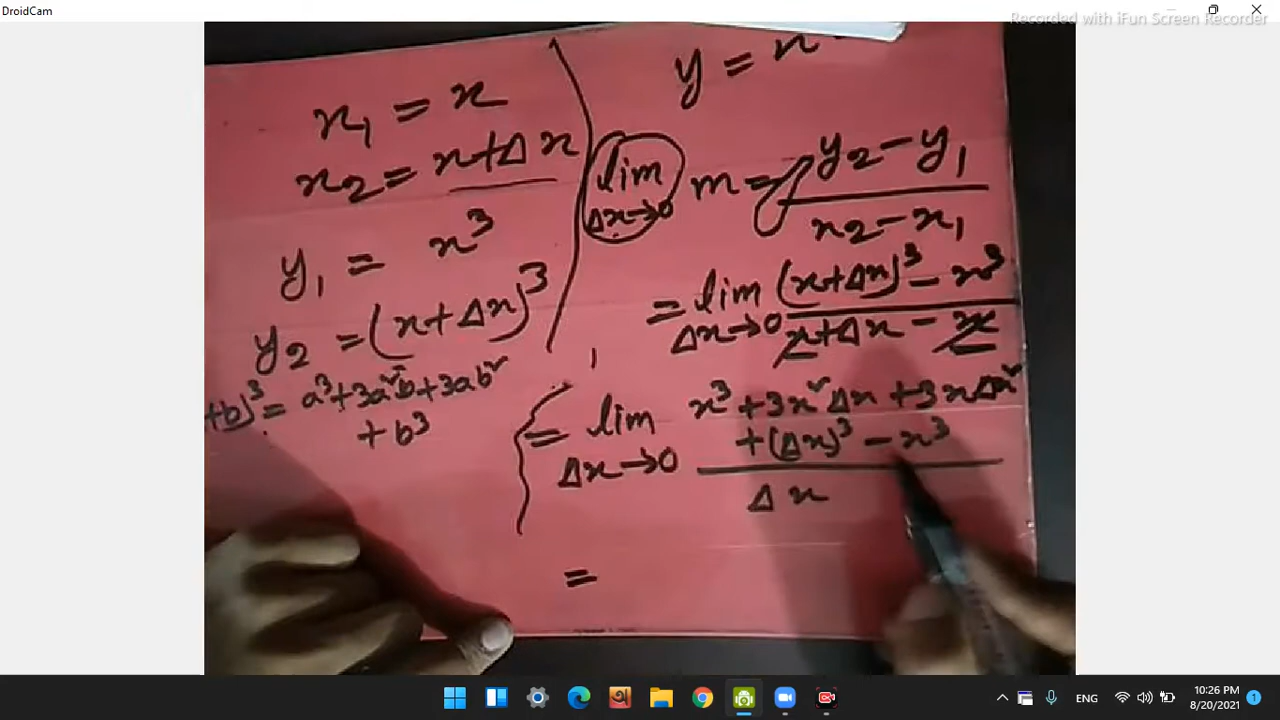 DroidCam
Recorded with iFun Screen Recorder
x₁ = x
x₂ = x+Δx
y₁ = x³
y₂ = (x+Δx)³
+b)³ = a³+3a²b+3ab²
+b³
y = x
lim Δx→0 m = y₂−y₁ / x₂−x₁
= lim Δx→0 (x+Δx)³−x³ / x+Δx−x
= lim Δx→0 x³+3x²Δx+3xΔx²
+(Δx)³−x³
Δx
=
ENG
10:26 PM
8/20/2021
1